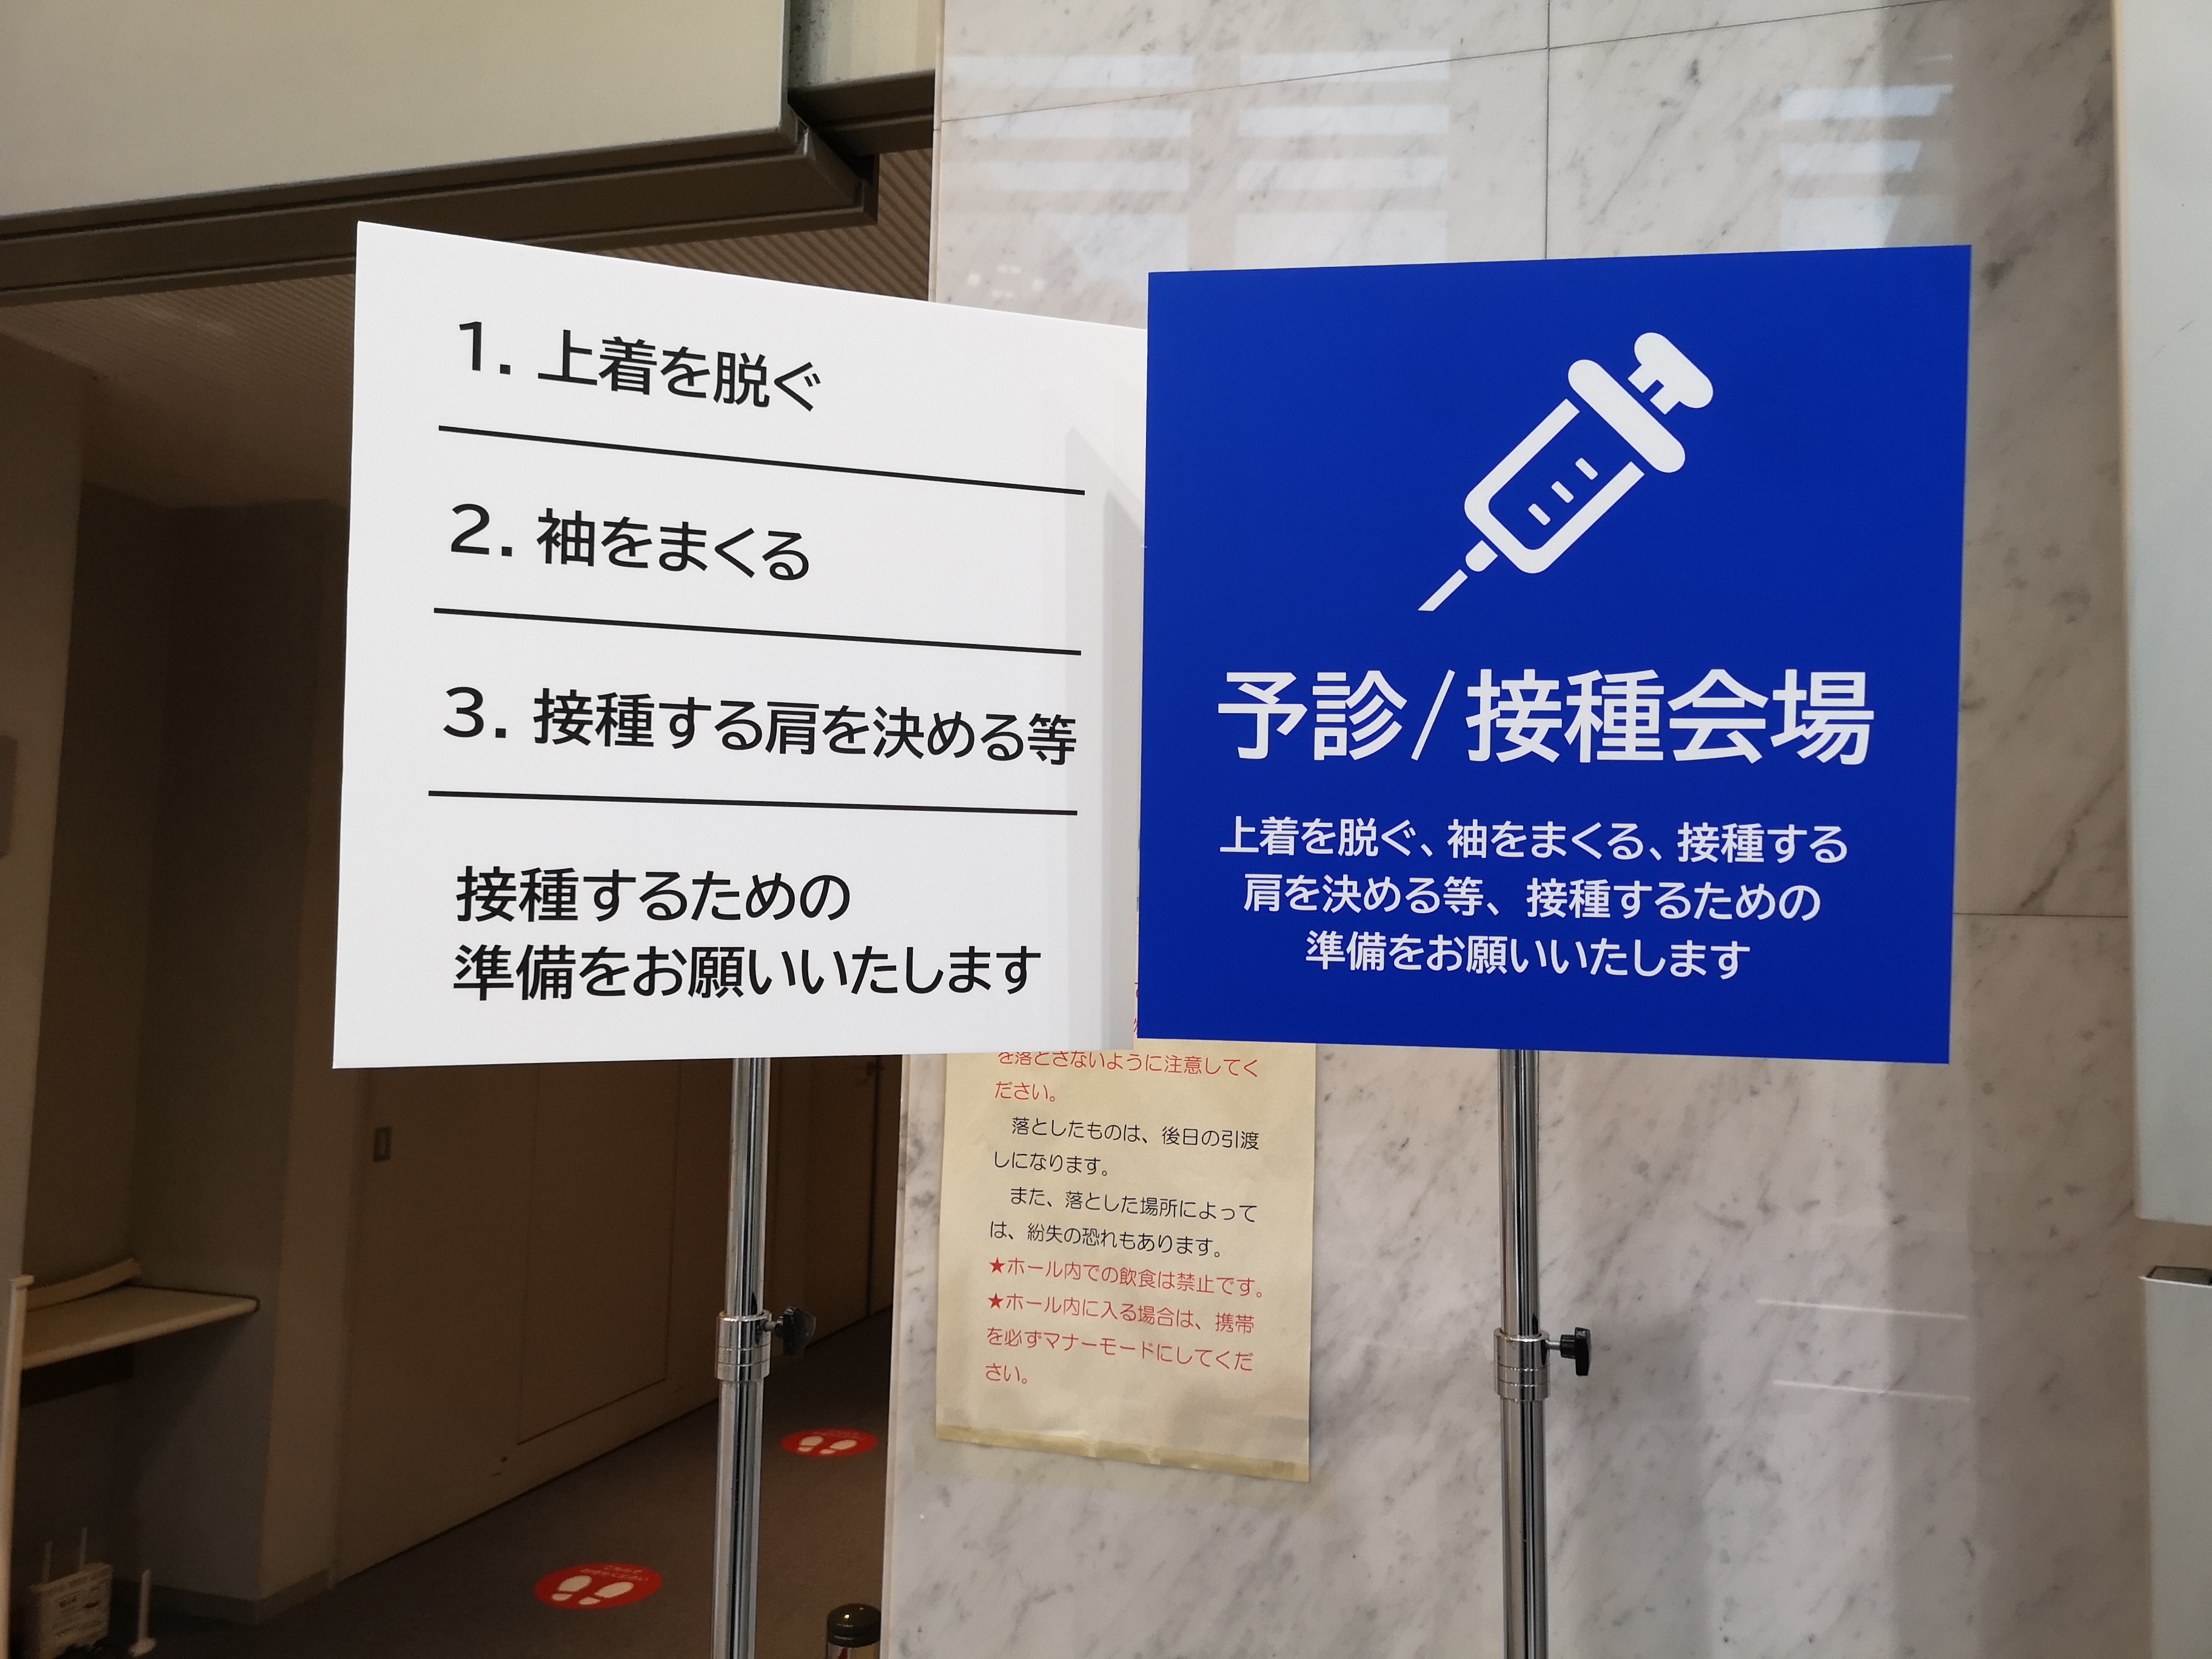 1. 上着を脱ぐ
2. 袖をまくる
3. 接種する肩を決める等
接種するための
準備をお願いいたします
予診/接種会場
上着を脱ぐ、袖をまくる、接種する
肩を決める等、接種するための
準備をお願いいたします
を落とさないように注意してく
ださい。
落としたものは、後日の引渡
しになります。
また、落とした場所によって
は、紛失の恐れもあります。
★ホール内での飲食は禁止です。
★ホール内に入る場合は、携帯
を必ずマナーモードにしてくだ
さい。